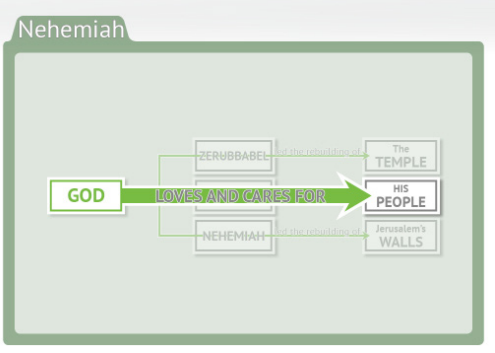 Nehemiah
ZERUBBABEL
led the rebuilding of
The
TEMPLE
GOD
LOVES AND CARES FOR
HIS
PEOPLE
NEHEMIAH
led the rebuilding of
Jerusalem's
WALLS